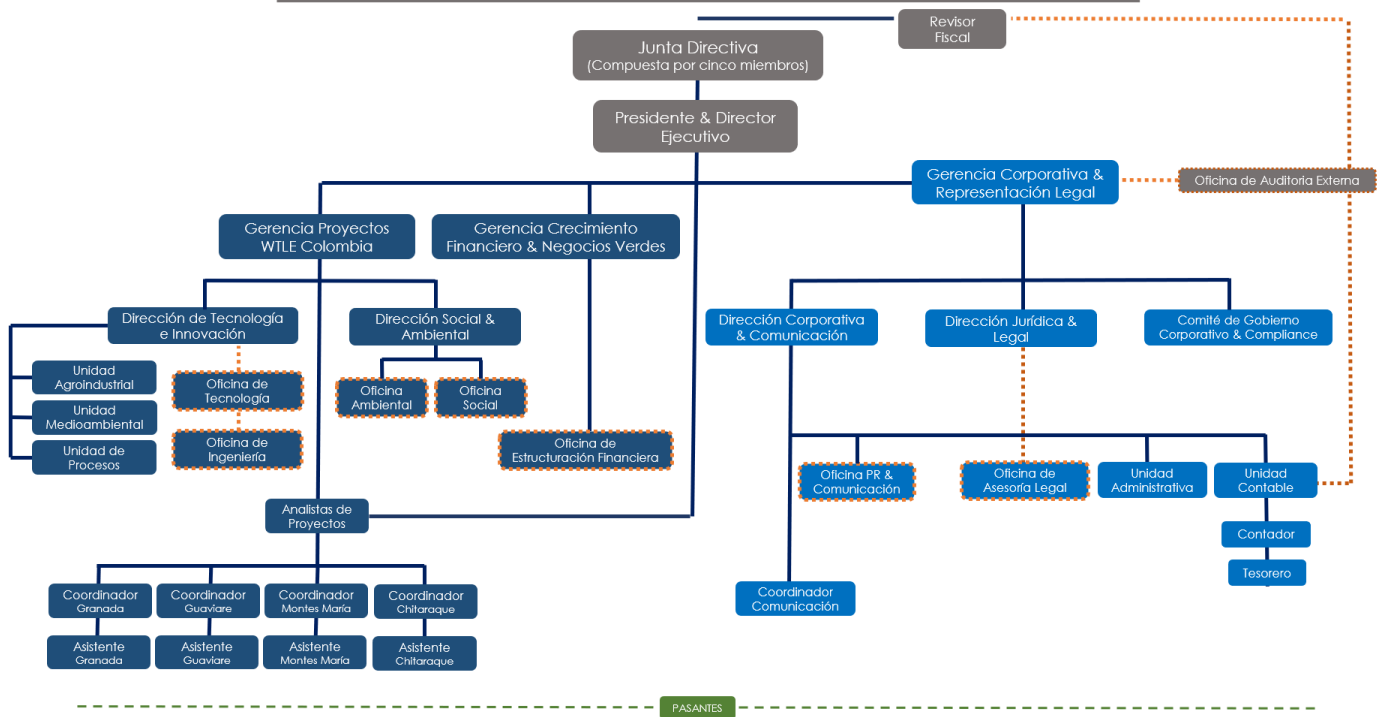 Revisor
Fiscal
Junta Directiva
(Compuesta por cinco miembros)
Presidente & Director
Ejecutivo
Gerencia Corporativa &
Representación Legal
Oficina de Auditoria Externa
Gerencia Proyectos
WTLE Colombia
Gerencia Crecimiento
Financiero & Negocios Verdes
Dirección de Tecnología
e Innovación
Dirección Social &
Ambiental
Dirección Corporativa
& Comunicación
Dirección Jurídica &
Legal
Comité de Gobierno
Corporativo & Compliance
Unidad
Agroindustrial
Oficina de
Tecnología
Oficina
Ambiental
Oficina
Social
Unidad
Medioambiental
Oficina de
Ingeniería
Unidad de
Procesos
Oficina de
Estructuración Financiera
Oficina PR &
Comunicación
Oficina de
Asesoría Legal
Unidad
Administrativa
Unidad
Contable
Analistas de
Proyectos
Contador
Tesorero
Coordinador
Granada
Coordinador
Guaviare
Coordinador
Montes María
Coordinador
Chitaraque
Coordinador
Comunicación
Asistente
Granada
Asistente
Guaviare
Asistente
Montes María
Asistente
Chitaraque
PASANTES